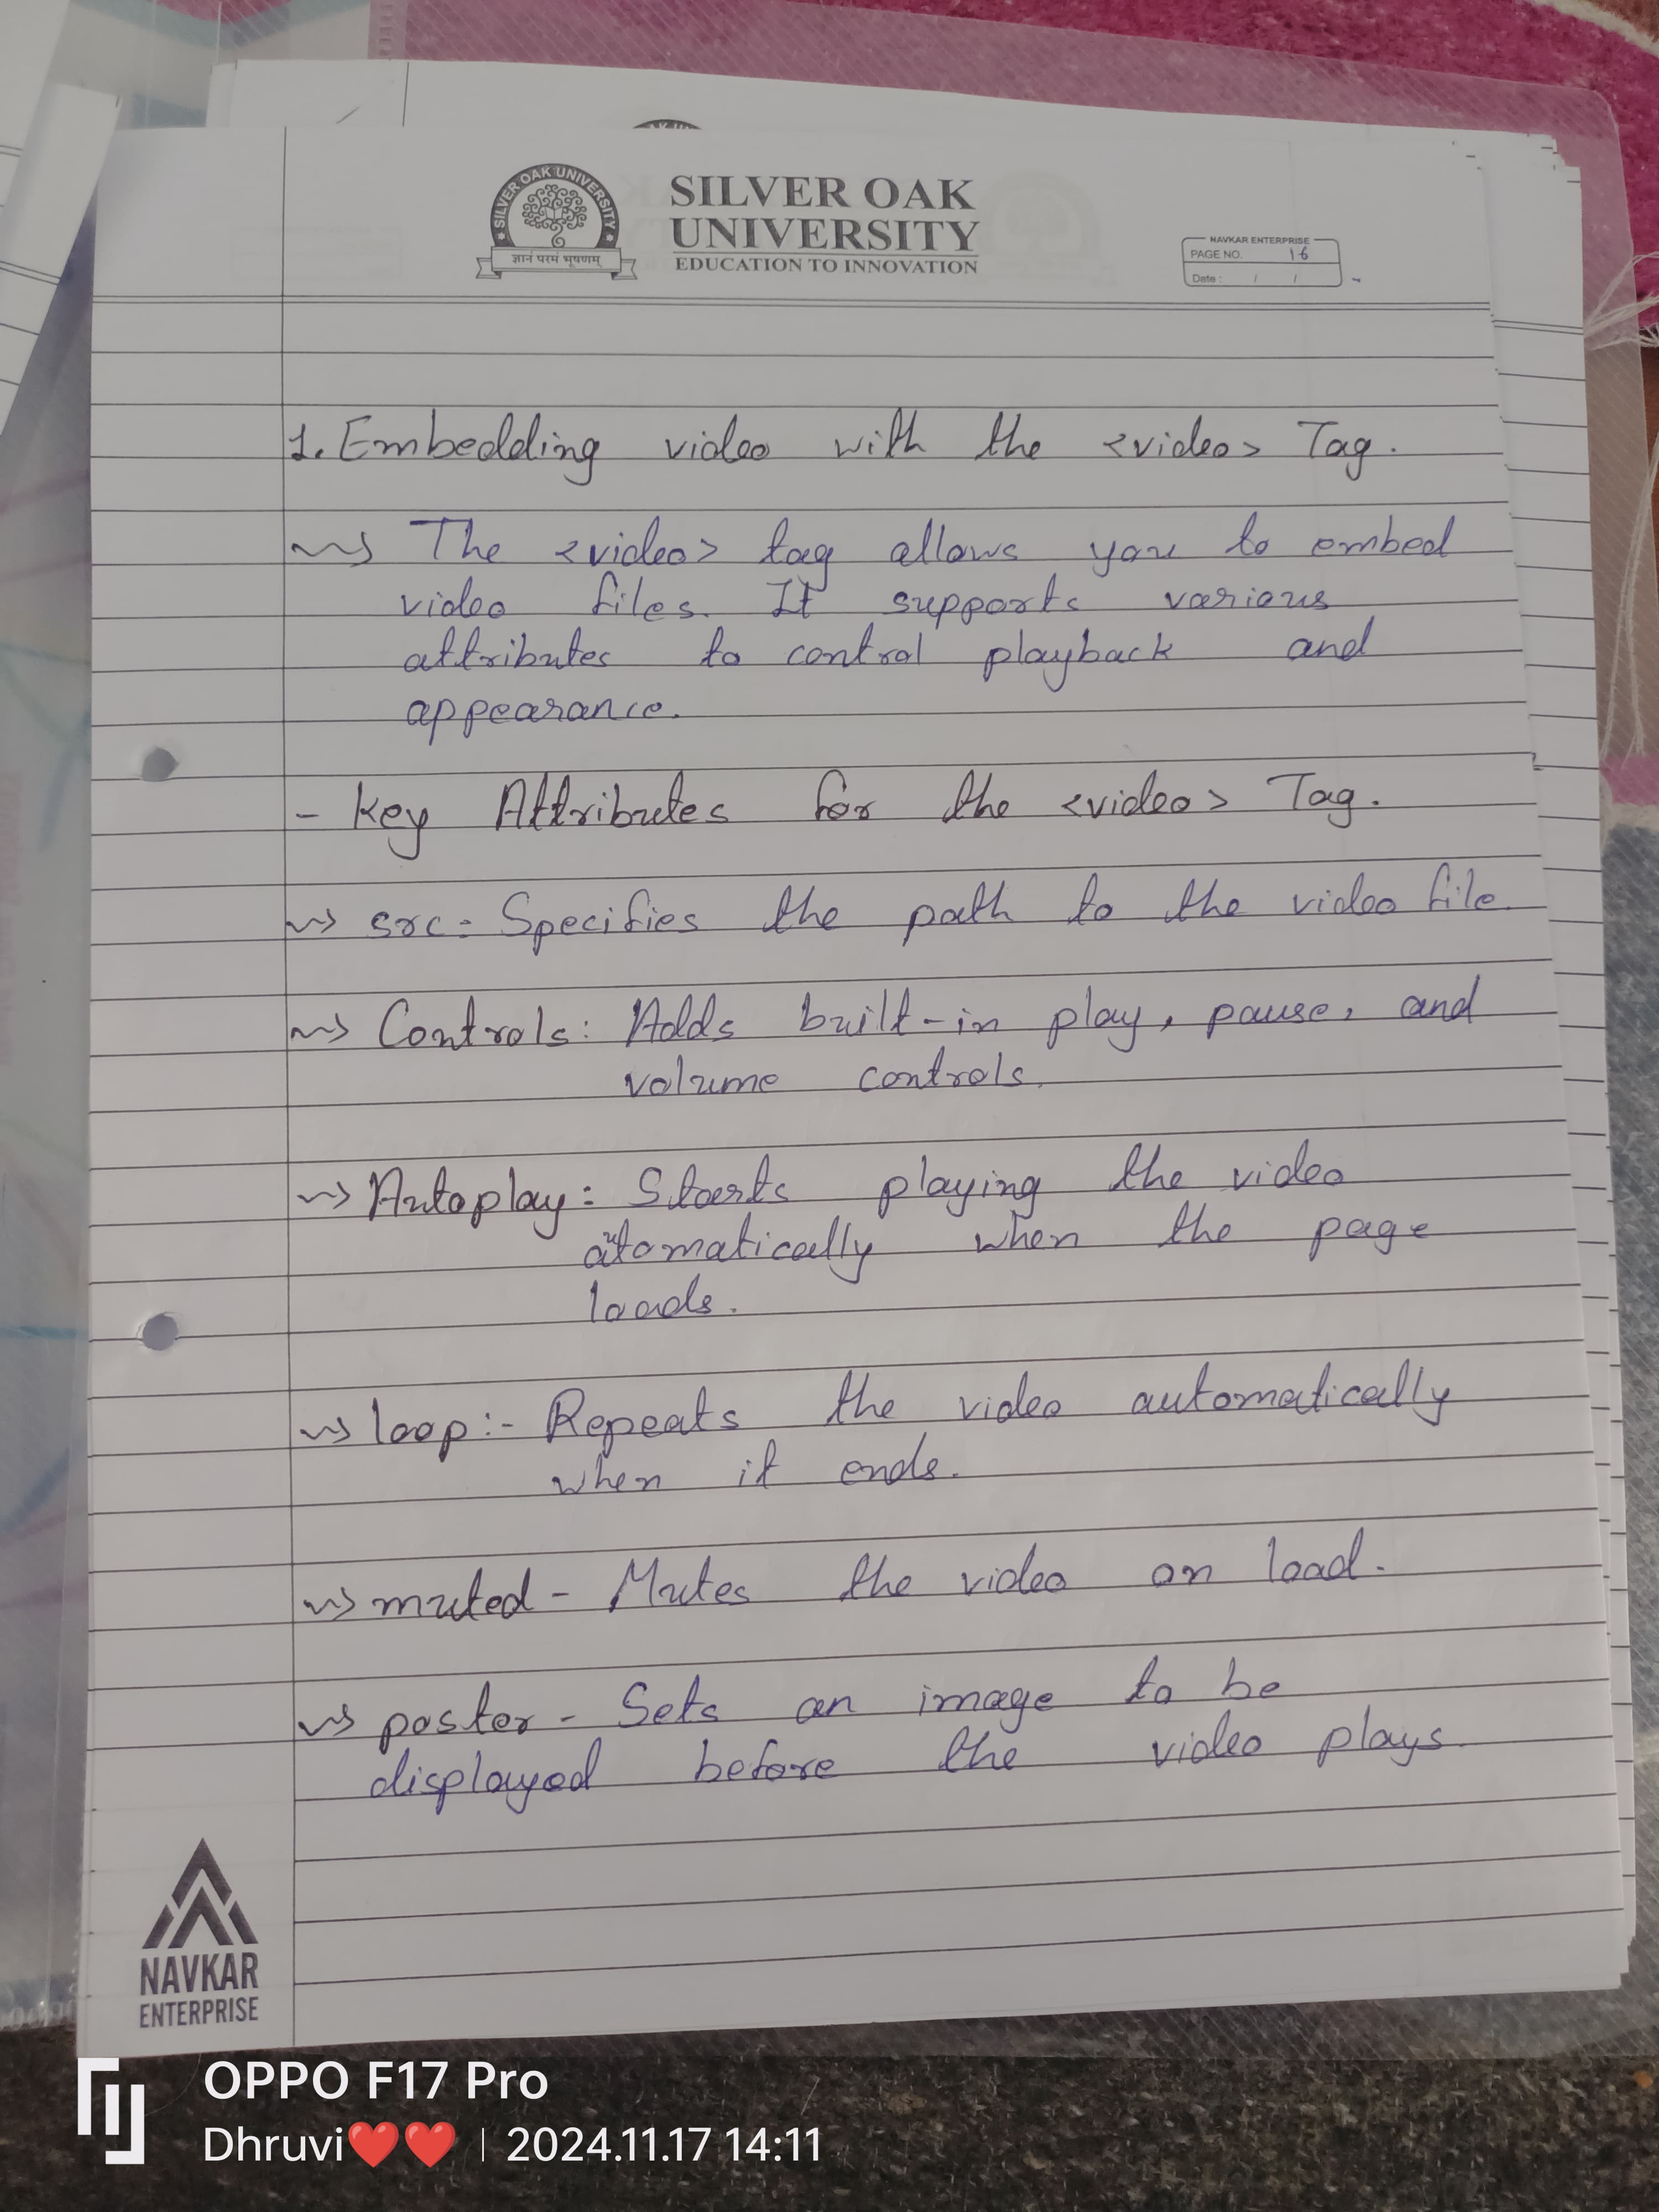 SILVER OAK UNIVERSITY
ज्ञानं परमं भूषणम्
SILVER OAK
UNIVERSITY
EDUCATION TO INNOVATION
NAVKAR ENTERPRISE
PAGE NO. 16
Date : / /
1. Embedding video with the <video> Tag.
The <video> tag allows you to embed
video files. It supports various
attributes to control playback and
appearance.
- Key Attributes for the <video> Tag.
src: Specifies the path to the video file.
Controls: Adds built-in play, pause, and
volume controls.
Autoplay: Starts playing the video
automatically when the page
loads.
loop:- Repeats the video automatically
when it ends.
muted - Mutes the video on load.
poster - Sets an image to be
displayed before the video plays.
NAVKAR
ENTERPRISE
OPPO F17 Pro
Dhruvi❤️❤️ | 2024.11.17 14:11